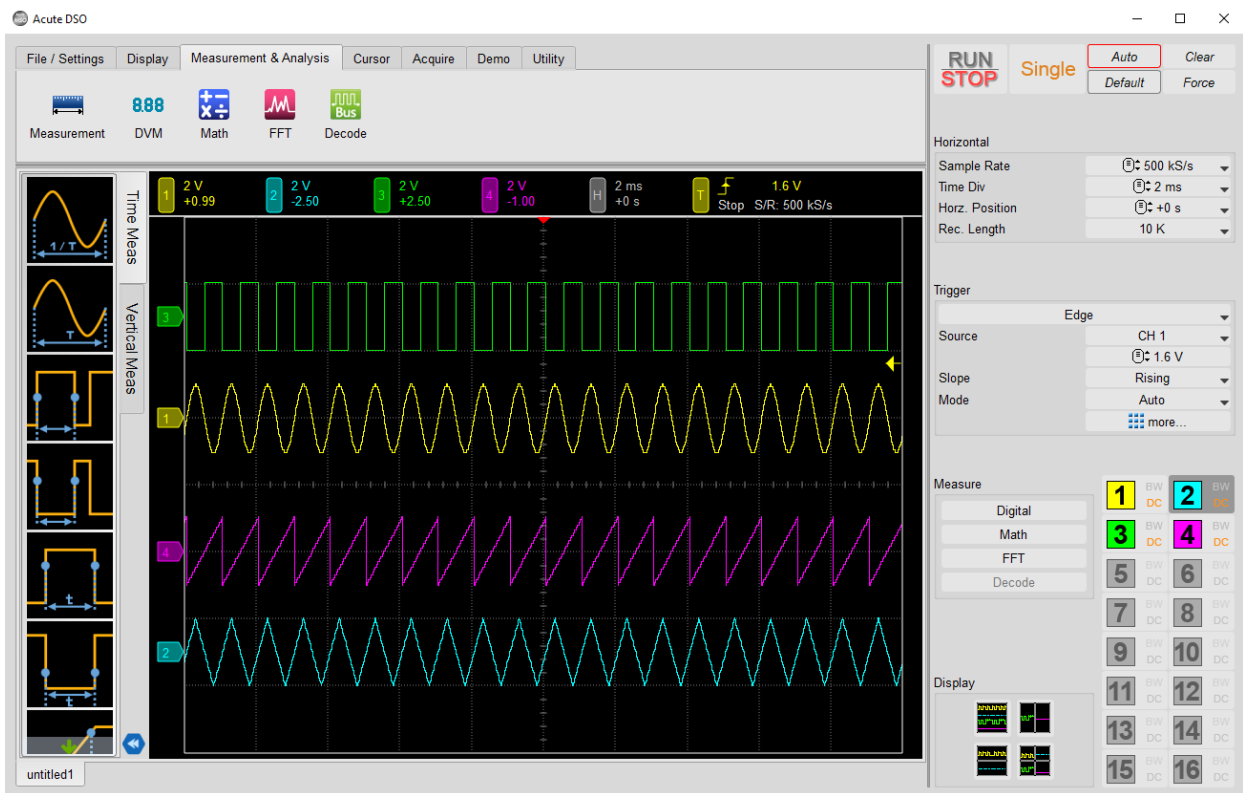 Acute DSO
File / Settings Display Measurement & Analysis Cursor Acquire Demo Utility
8.88
Bus
Measurement DVM Math FFT Decode
RUN
STOP
Single
Auto Clear
Default Force
Horizontal
Sample Rate 500 kS/s
Time Div 2 ms
Horz. Position +0 s
Rec. Length 10 K
Trigger
Edge
Source CH 1
1.6 V
Slope Rising
Mode Auto
more...
Measure
Digital
Math
FFT
Decode
Display
1 BW DC 2 BW DC
3 BW DC 4 BW DC
5 BW DC 6 BW DC
7 BW DC 8 BW DC
9 BW DC 10 BW DC
11 BW DC 12 BW DC
13 BW DC 14 BW DC
15 BW DC 16 BW DC
1/T
T
t
t
Time Meas
Vertical Meas
1 2 V +0.99
2 2 V -2.50
3 2 V +2.50
4 2 V -1.00
H 2 ms +0 s
T 1.6 V
Stop S/R: 500 kS/s
3
1
4
2
untitled1